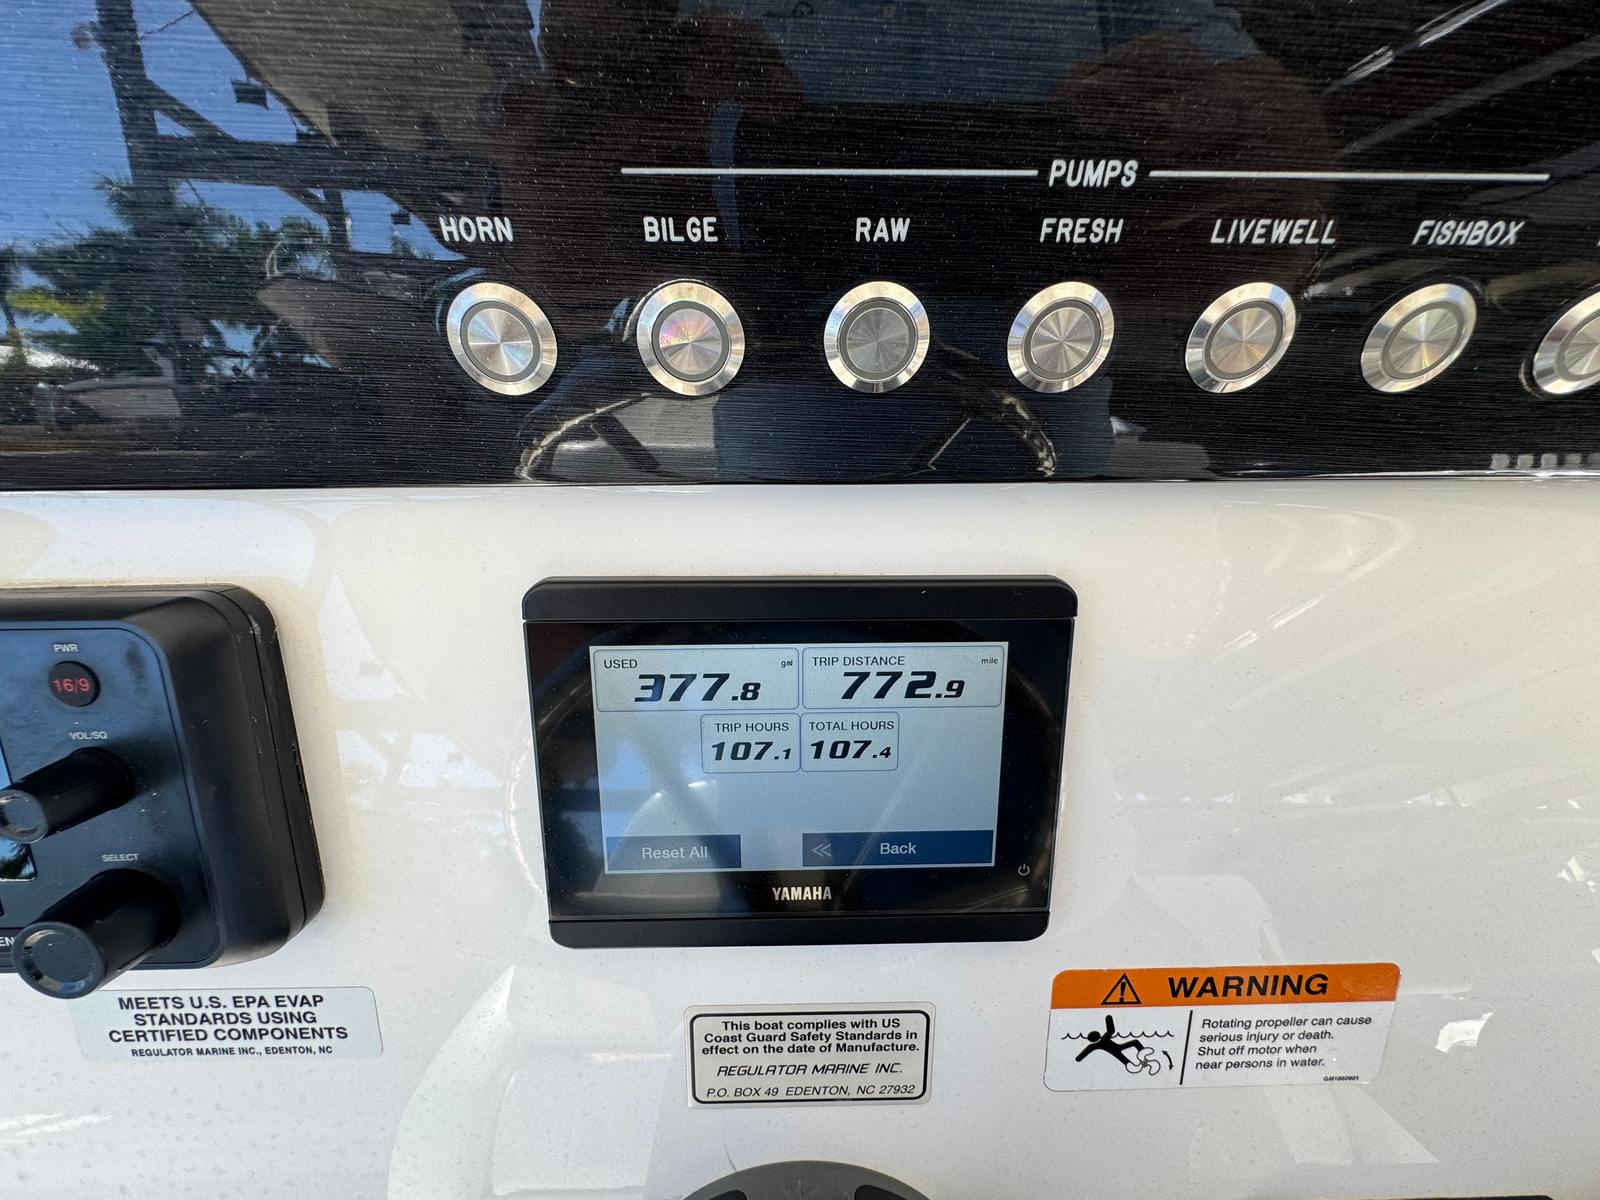 PUMPS
HORN BILGE RAW FRESH LIVEWELL FISHBOX
PWR
16/9
VOL/SQ
SELECT
USED gal TRIP DISTANCE mile
377.8 772.9
TRIP HOURS TOTAL HOURS
107.1 107.4
Reset All Back
YAMAHA
MEETS U.S. EPA EVAP
STANDARDS USING
CERTIFIED COMPONENTS
REGULATOR MARINE INC., EDENTON, NC
This boat complies with US
Coast Guard Safety Standards in
effect on the date of Manufacture.
REGULATOR MARINE INC.
P.O. BOX 49 EDENTON, NC 27932
WARNING
Rotating propeller can cause
serious injury or death.
Shut off motor when
near persons in water.